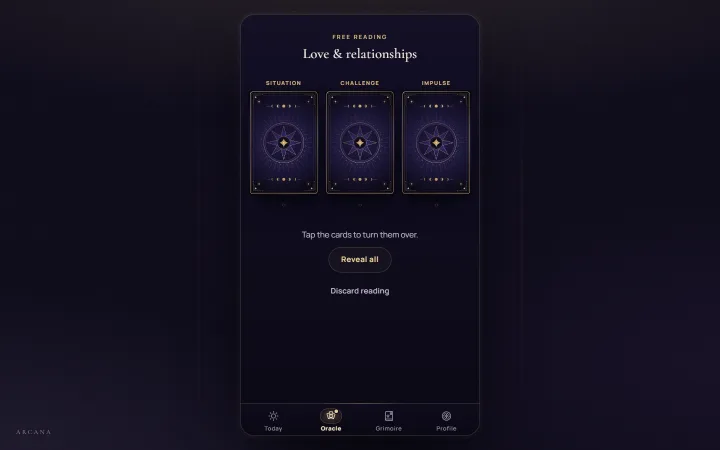 FREE READING
Love & relationships
SITUATION CHALLENGE IMPULSE
Tap the cards to turn them over.
Reveal all
Discard reading
Today Oracle Grimoire Profile
ARCANA